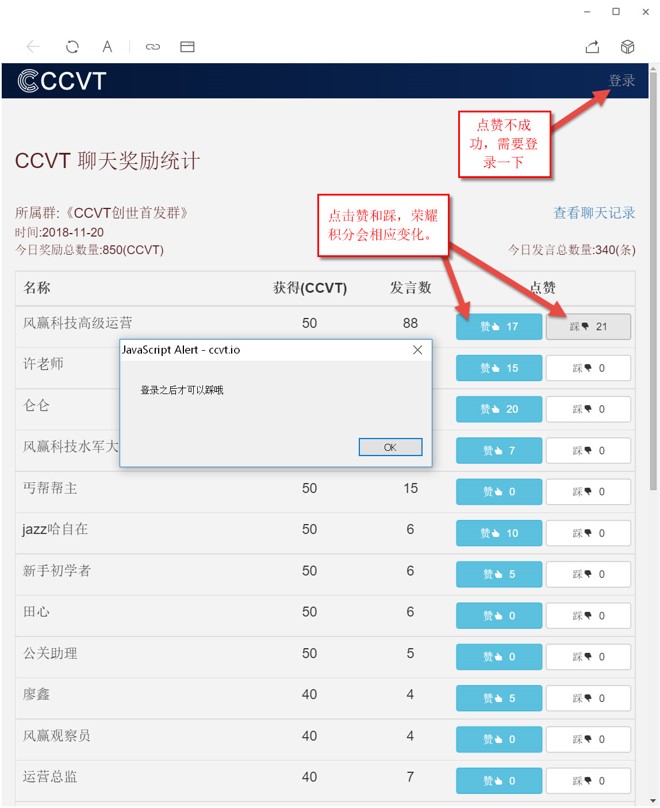 A
CCVT
登录
点赞不成
功，需要登
录一下
CCVT 聊天奖励统计
点击赞和踩，荣耀
积分会相应变化。
所属群:《CCVT创世首发群》
查看聊天记录
时间:2018-11-20
今日奖励总数量:850(CCVT)
今日发言总数量:340(条)
名称 获得(CCVT) 发言数 点赞
风赢科技高级运营 50 88 赞 17 踩 21
JavaScript Alert - ccvt.io
许老师 赞 15 踩 0
登录之后才可以踩哦
仑仑 赞 20 踩 0
风赢科技水军大 赞 7 踩 0
OK
丐帮帮主 50 15 赞 0 踩 0
jazz哈自在 50 6 赞 10 踩 0
新手初学者 50 6 赞 5 踩 0
田心 50 6 赞 0 踩 0
公关助理 50 5 赞 0 踩 0
廖鑫 40 4 赞 5 踩 0
风赢观察员 40 4 赞 0 踩 0
运营总监 40 7 赞 0 踩 0